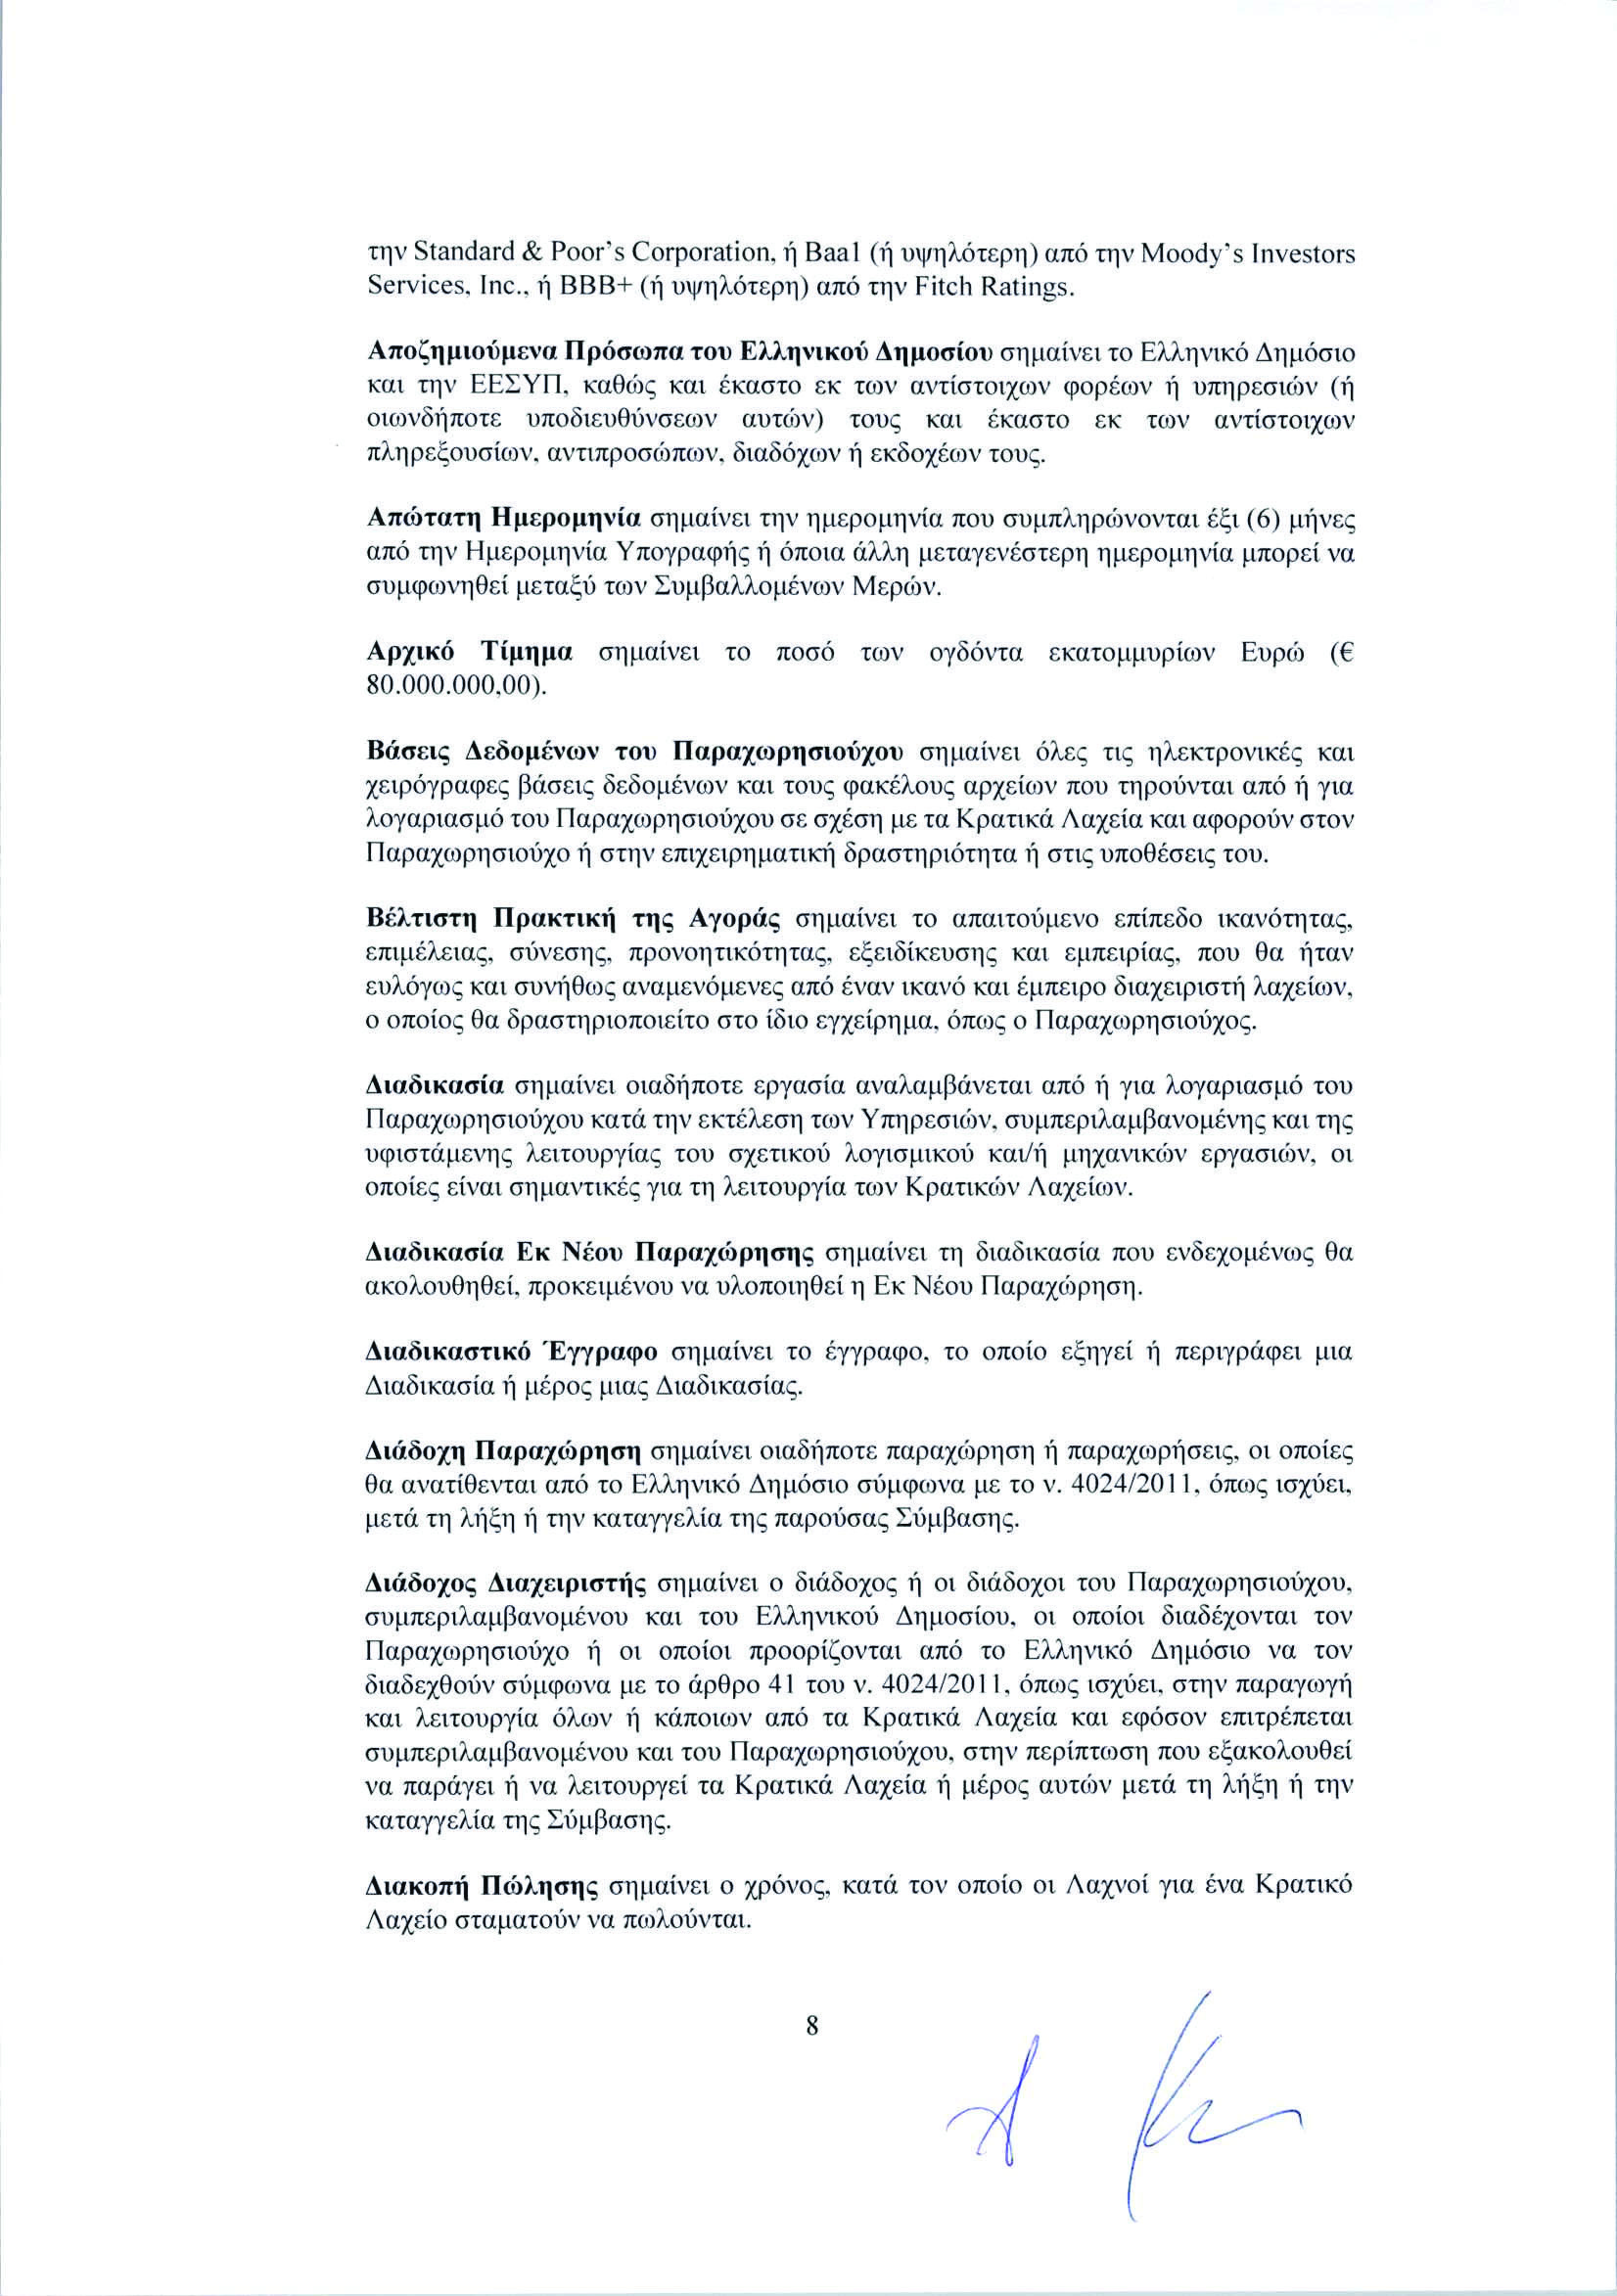 την Standard & Poor's Corporation, ή Baa1 (ή υψηλότερη) από την Moody's Investors
Services, Inc., ή BBB+ (ή υψηλότερη) από την Fitch Ratings.
Αποζημιούμενα Πρόσωπα του Ελληνικού Δημοσίου σημαίνει το Ελληνικό Δημόσιο
και την ΕΕΣΥΠ, καθώς και έκαστο εκ των αντίστοιχων φορέων ή υπηρεσιών (ή
οιωνδήποτε υποδιευθύνσεων αυτών) τους και έκαστο εκ των αντίστοιχων
πληρεξουσίων, αντιπροσώπων, διαδόχων ή εκδοχέων τους.
Απώτατη Ημερομηνία σημαίνει την ημερομηνία που συμπληρώνονται έξι (6) μήνες
από την Ημερομηνία Υπογραφής ή όποια άλλη μεταγενέστερη ημερομηνία μπορεί να
συμφωνηθεί μεταξύ των Συμβαλλομένων Μερών.
Αρχικό Τίμημα σημαίνει το ποσό των ογδόντα εκατομμυρίων Ευρώ (€
80.000.000,00).
Βάσεις Δεδομένων του Παραχωρησιούχου σημαίνει όλες τις ηλεκτρονικές και
χειρόγραφες βάσεις δεδομένων και τους φακέλους αρχείων που τηρούνται από ή για
λογαριασμό του Παραχωρησιούχου σε σχέση με τα Κρατικά Λαχεία και αφορούν στον
Παραχωρησιούχο ή στην επιχειρηματική δραστηριότητα ή στις υποθέσεις του.
Βέλτιστη Πρακτική της Αγοράς σημαίνει το απαιτούμενο επίπεδο ικανότητας,
επιμέλειας, σύνεσης, προνοητικότητας, εξειδίκευσης και εμπειρίας, που θα ήταν
ευλόγως και συνήθως αναμενόμενες από έναν ικανό και έμπειρο διαχειριστή λαχείων,
ο οποίος θα δραστηριοποιείτο στο ίδιο εγχείρημα, όπως ο Παραχωρησιούχος.
Διαδικασία σημαίνει οιαδήποτε εργασία αναλαμβάνεται από ή για λογαριασμό του
Παραχωρησιούχου κατά την εκτέλεση των Υπηρεσιών, συμπεριλαμβανομένης και της
υφιστάμενης λειτουργίας του σχετικού λογισμικού και/ή μηχανικών εργασιών, οι
οποίες είναι σημαντικές για τη λειτουργία των Κρατικών Λαχείων.
Διαδικασία Εκ Νέου Παραχώρησης σημαίνει τη διαδικασία που ενδεχομένως θα
ακολουθηθεί, προκειμένου να υλοποιηθεί η Εκ Νέου Παραχώρηση.
Διαδικαστικό Έγγραφο σημαίνει το έγγραφο, το οποίο εξηγεί ή περιγράφει μια
Διαδικασία ή μέρος μιας Διαδικασίας.
Διάδοχη Παραχώρηση σημαίνει οιαδήποτε παραχώρηση ή παραχωρήσεις, οι οποίες
θα ανατίθενται από το Ελληνικό Δημόσιο σύμφωνα με το ν. 4024/2011, όπως ισχύει,
μετά τη λήξη ή την καταγγελία της παρούσας Σύμβασης.
Διάδοχος Διαχειριστής σημαίνει ο διάδοχος ή οι διάδοχοι του Παραχωρησιούχου,
συμπεριλαμβανομένου και του Ελληνικού Δημοσίου, οι οποίοι διαδέχονται τον
Παραχωρησιούχο ή οι οποίοι προορίζονται από το Ελληνικό Δημόσιο να τον
διαδεχθούν σύμφωνα με το άρθρο 41 του ν. 4024/2011, όπως ισχύει, στην παραγωγή
και λειτουργία όλων ή κάποιων από τα Κρατικά Λαχεία και εφόσον επιτρέπεται
συμπεριλαμβανομένου και του Παραχωρησιούχου, στην περίπτωση που εξακολουθεί
να παράγει ή να λειτουργεί τα Κρατικά Λαχεία ή μέρος αυτών μετά τη λήξη ή την
καταγγελία της Σύμβασης.
Διακοπή Πώλησης σημαίνει ο χρόνος, κατά τον οποίο οι Λαχνοί για ένα Κρατικό
Λαχείο σταματούν να πωλούνται.
8